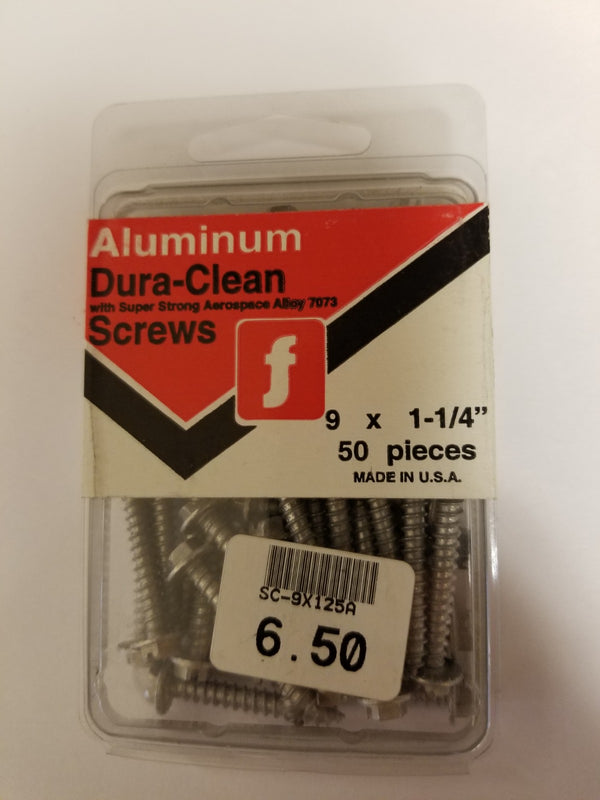 Aluminum
Dura-Clean
with Super Strong Aerospace Alloy 7073
Screws
f
9 x 1-1/4”
50 pieces
MADE IN U.S.A.
SC-9X125A
6.50